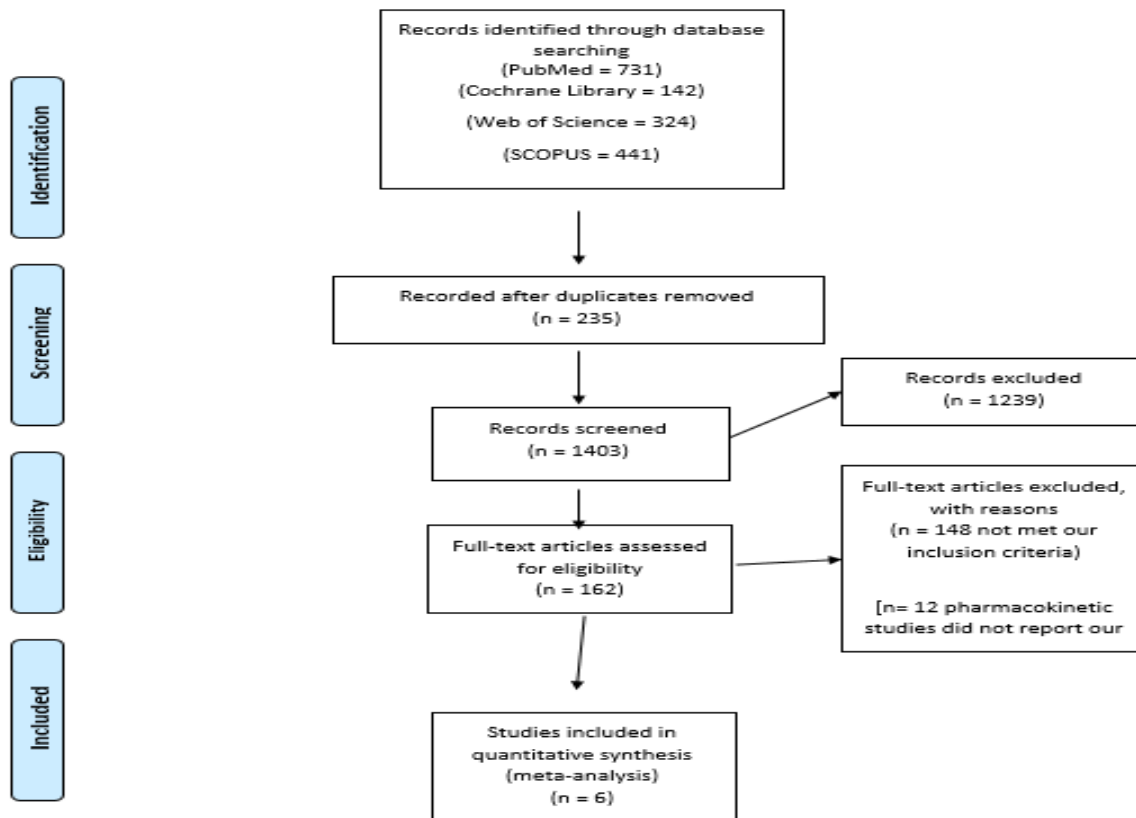 Identification
Records identified through database
searching
(PubMed = 731)
(Cochrane Library = 142)
(Web of Science = 324)
(SCOPUS = 441)
Screening
Recorded after duplicates removed
(n = 235)
Records excluded
(n = 1239)
Records screened
(n = 1403)
Eligibility
Full-text articles excluded,
with reasons
(n = 148 not met our
inclusion criteria)
[n= 12 pharmacokinetic
studies did not report our
Full-text articles assessed
for eligibility
(n = 162)
Included
Studies included in
quantitative synthesis
(meta-analysis)
(n = 6)